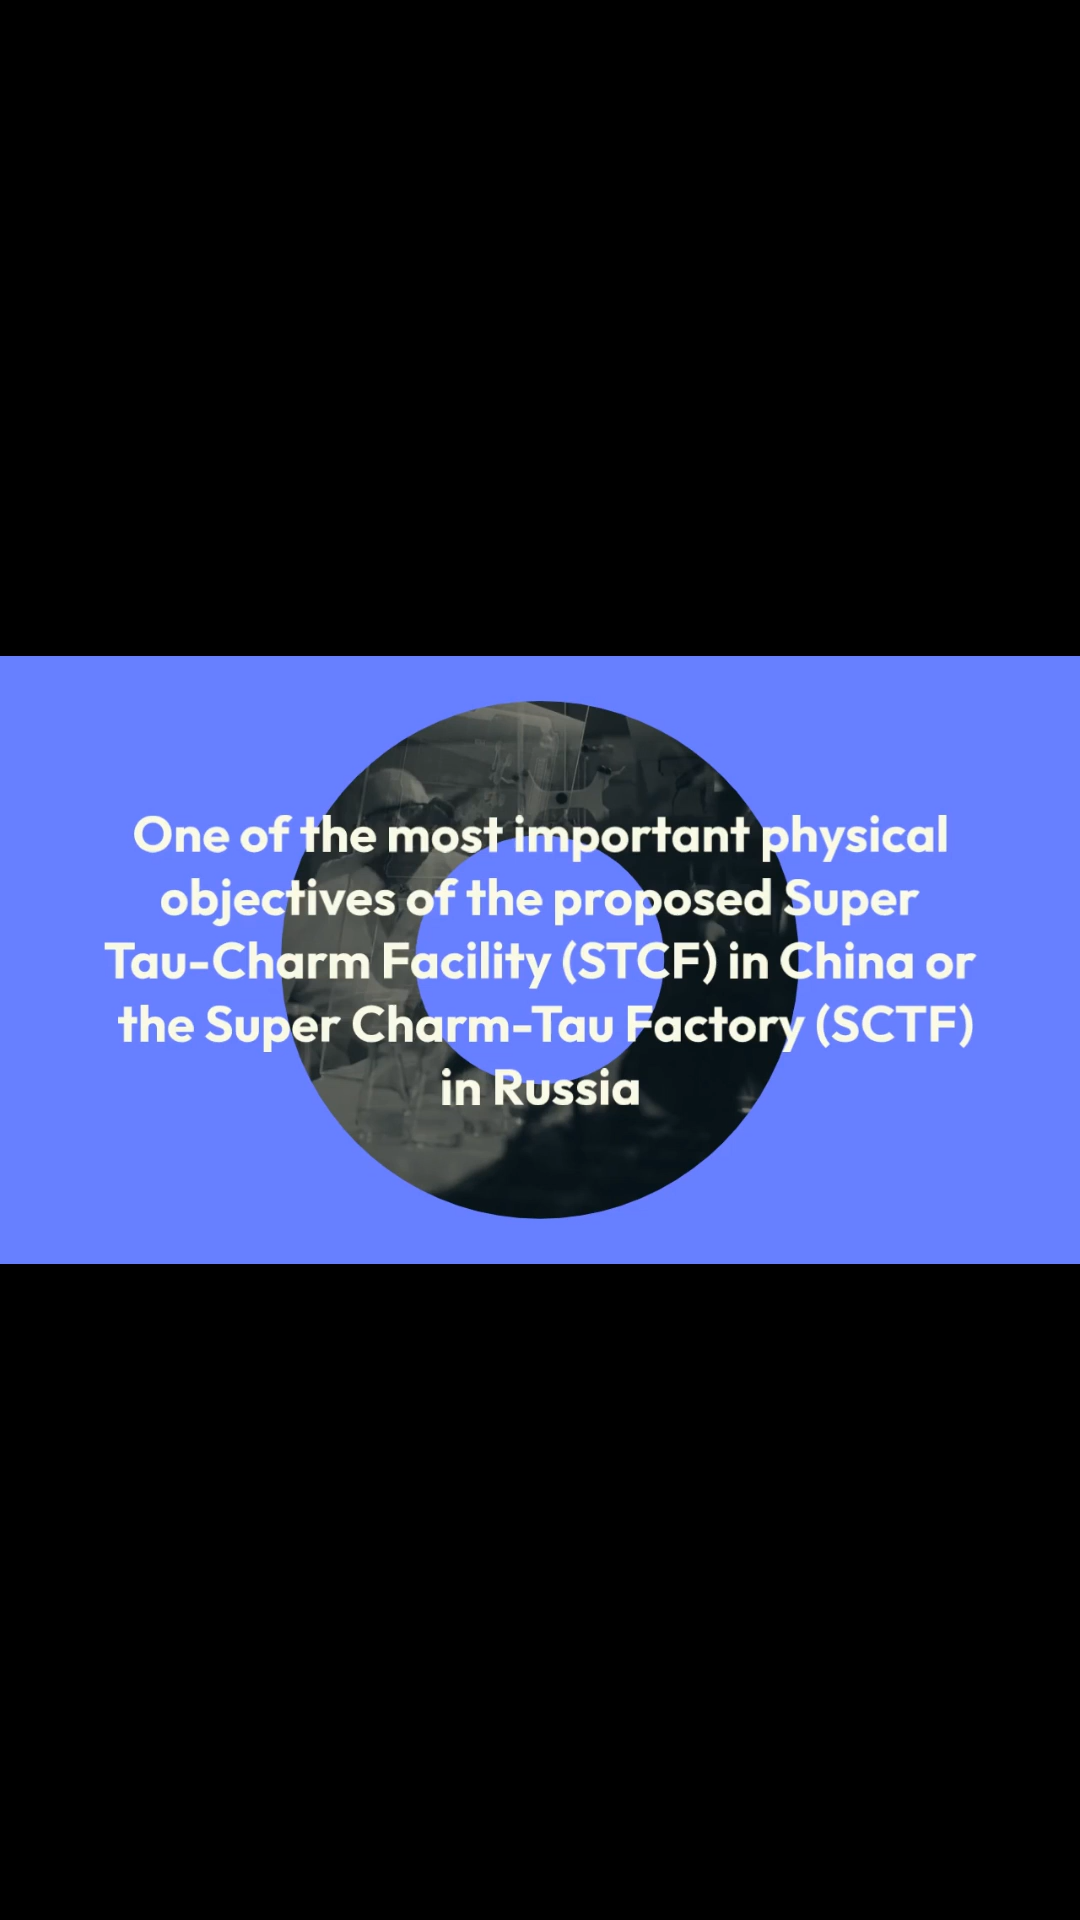 One of the most important physical
objectives of the proposed Super
Tau-Charm Facility (STCF) in China or
the Super Charm-Tau Factory (SCTF)
in Russia